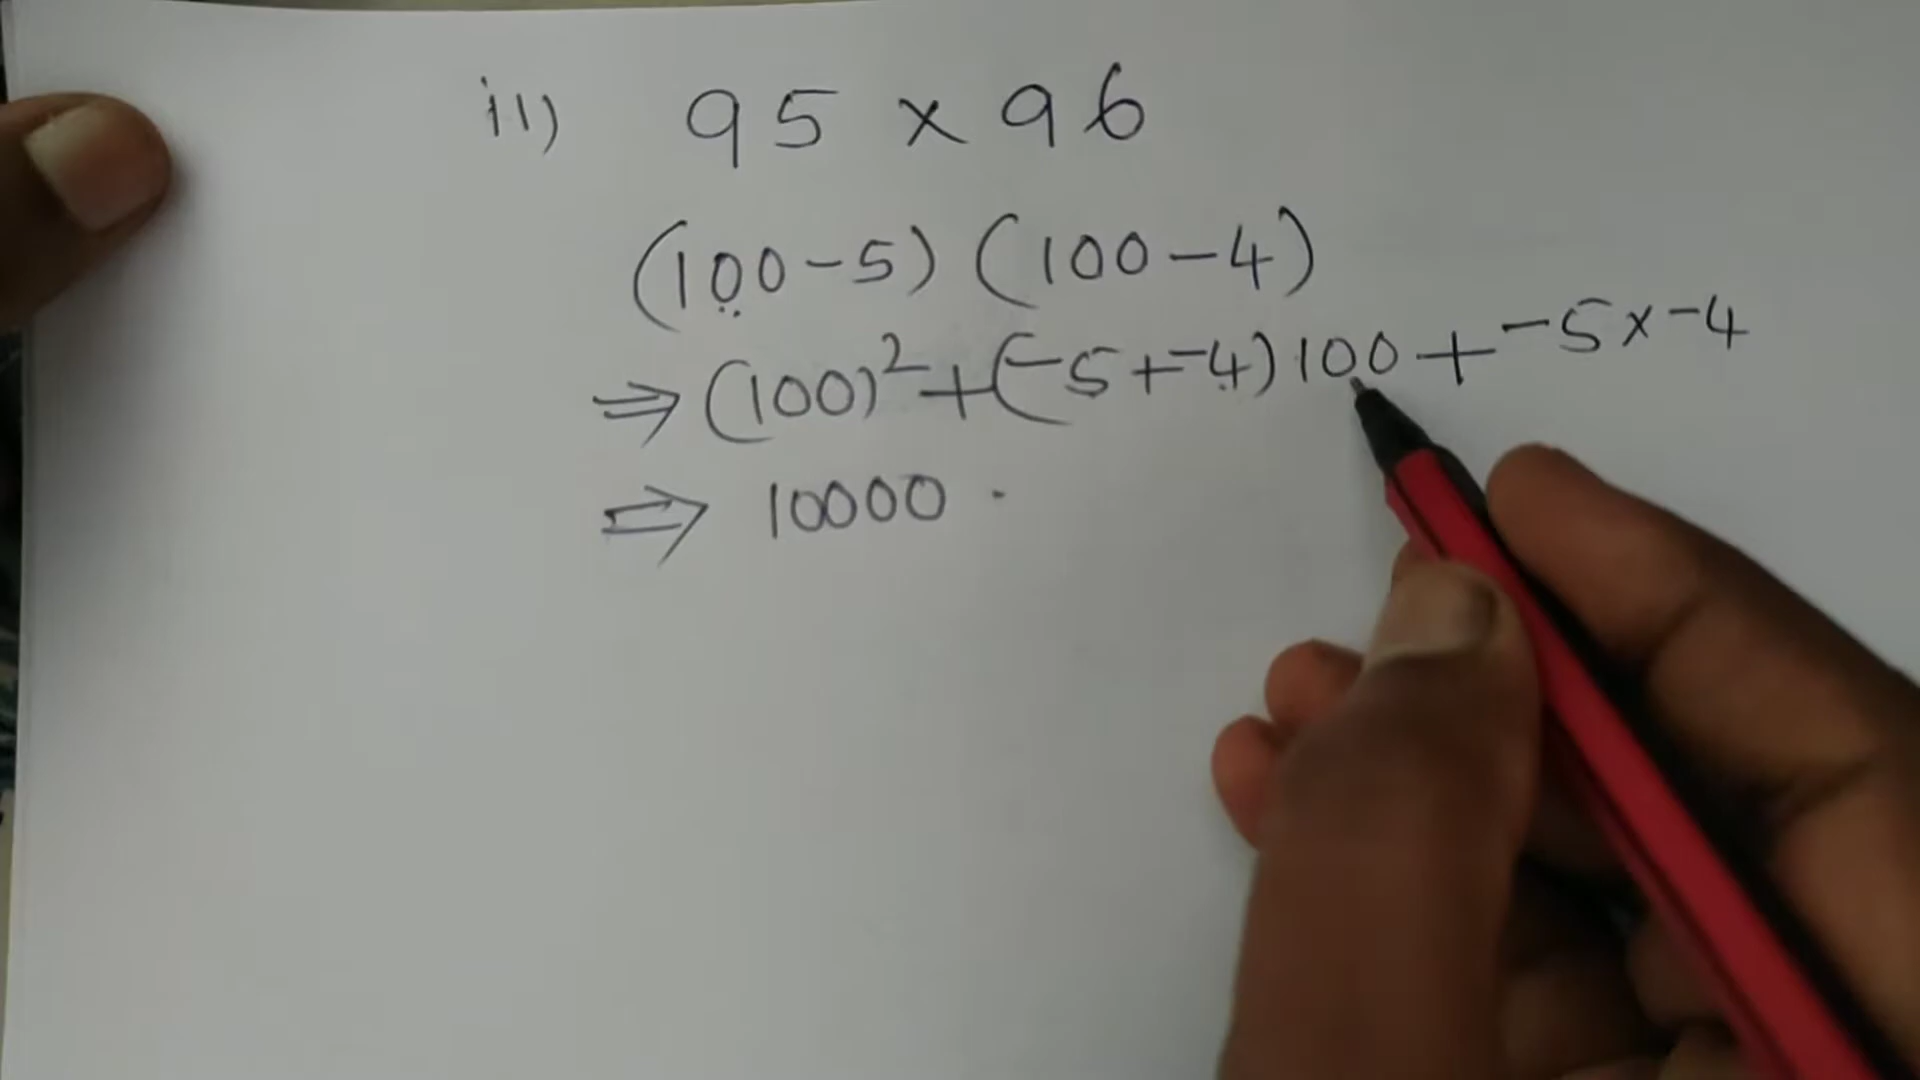 ii) 95 × 96
(100-5) (100-4)
⇒ (100)²+(-5+-4)100+-5×-4
⇒ 10000 ·